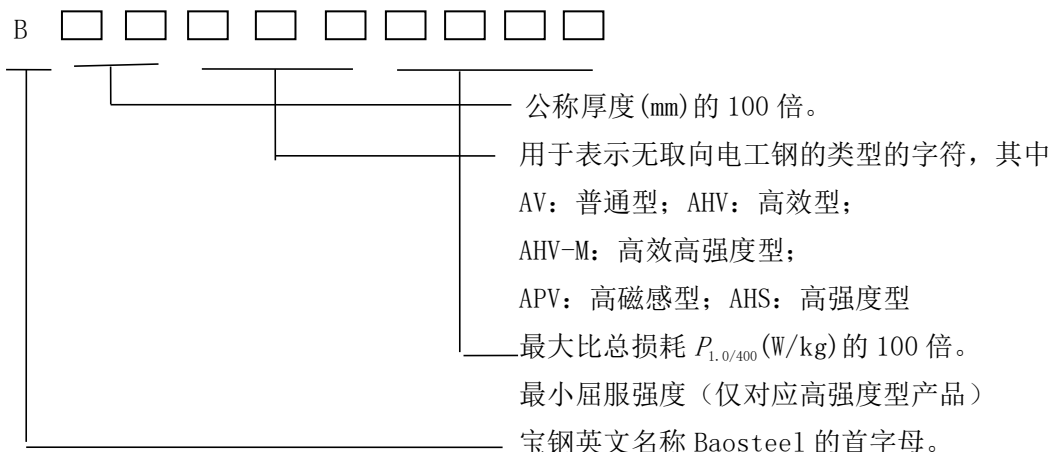 B
公称厚度(mm)的 100 倍。
用于表示无取向电工钢的类型的字符，其中
AV：普通型；AHV：高效型；
AHV-M：高效高强度型；
APV：高磁感型；AHS：高强度型
最大比总损耗 P1.0/400(W/kg)的 100 倍。
最小屈服强度（仅对应高强度型产品）
宝钢英文名称 Baosteel 的首字母。